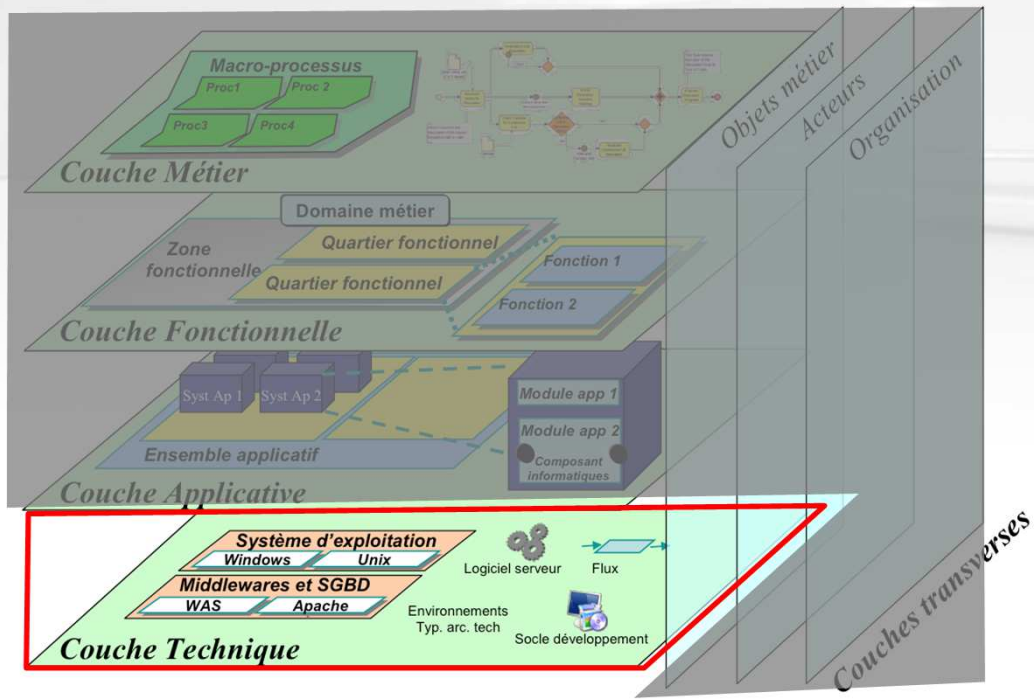 Macro-processus
Proc1
Proc 2
Proc3
Proc4
Couche Métier
Objets métier
Acteurs
Organisation
Domaine métier
Zone
fonctionnelle
Quartier fonctionnel
Quartier fonctionnel
Fonction 1
Fonction 2
Couche Fonctionnelle
Syst Ap 1
Syst Ap 2
Module app 1
Module app 2
Composant
informatiques
Ensemble applicatif
Couche Applicative
Système d'exploitation
Windows
Unix
Middlewares et SGBD
WAS
Apache
Logiciel serveur
Flux
Environnements
Typ. arc. tech
Socle développement
Couche Technique
Couches transverses